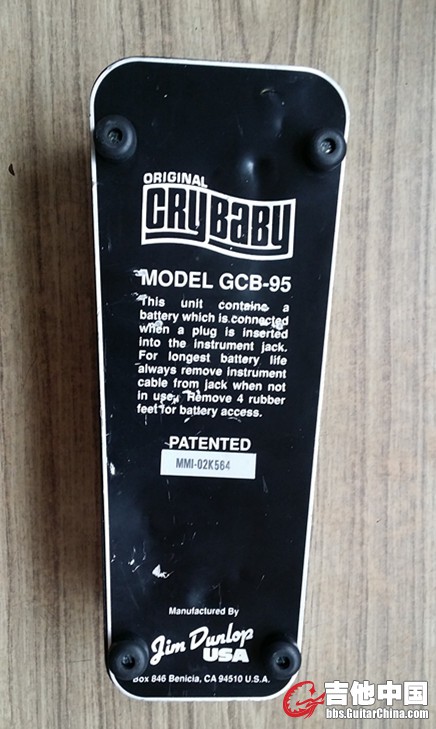 ORIGINAL
CRYBABY
MODEL GCB-95
This unit contains a
battery which is connected
when a plug is inserted
into the instrument jack.
For longest battery life
always remove instrument
cable from jack when not
in use. Remove 4 rubber
feet for battery access.
PATENTED
MMI-02K564
Manufactured By
Jim Dunlop
USA
Box 846 Benicia, CA 94510 U.S.A.
吉他中国
bbs.GuitarChina.com